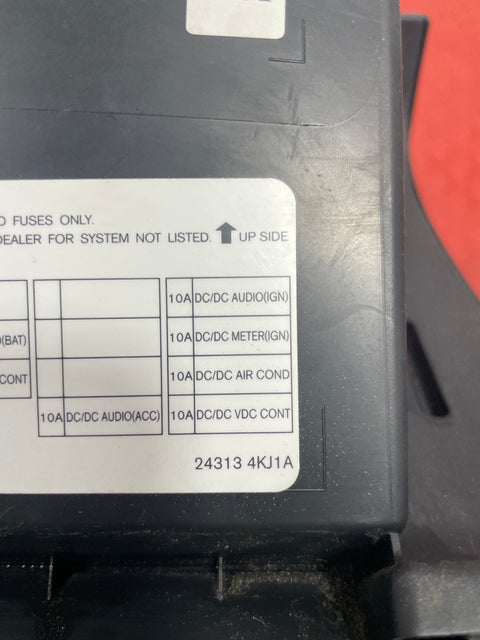 FUSES ONLY.
DEALER FOR SYSTEM NOT LISTED. UP SIDE
10A DC/DC AUDIO(IGN)
(BAT) 10A DC/DC METER(IGN)
CONT 10A DC/DC AIR COND
10A DC/DC AUDIO(ACC) 10A DC/DC VDC CONT
24313 4KJ1A